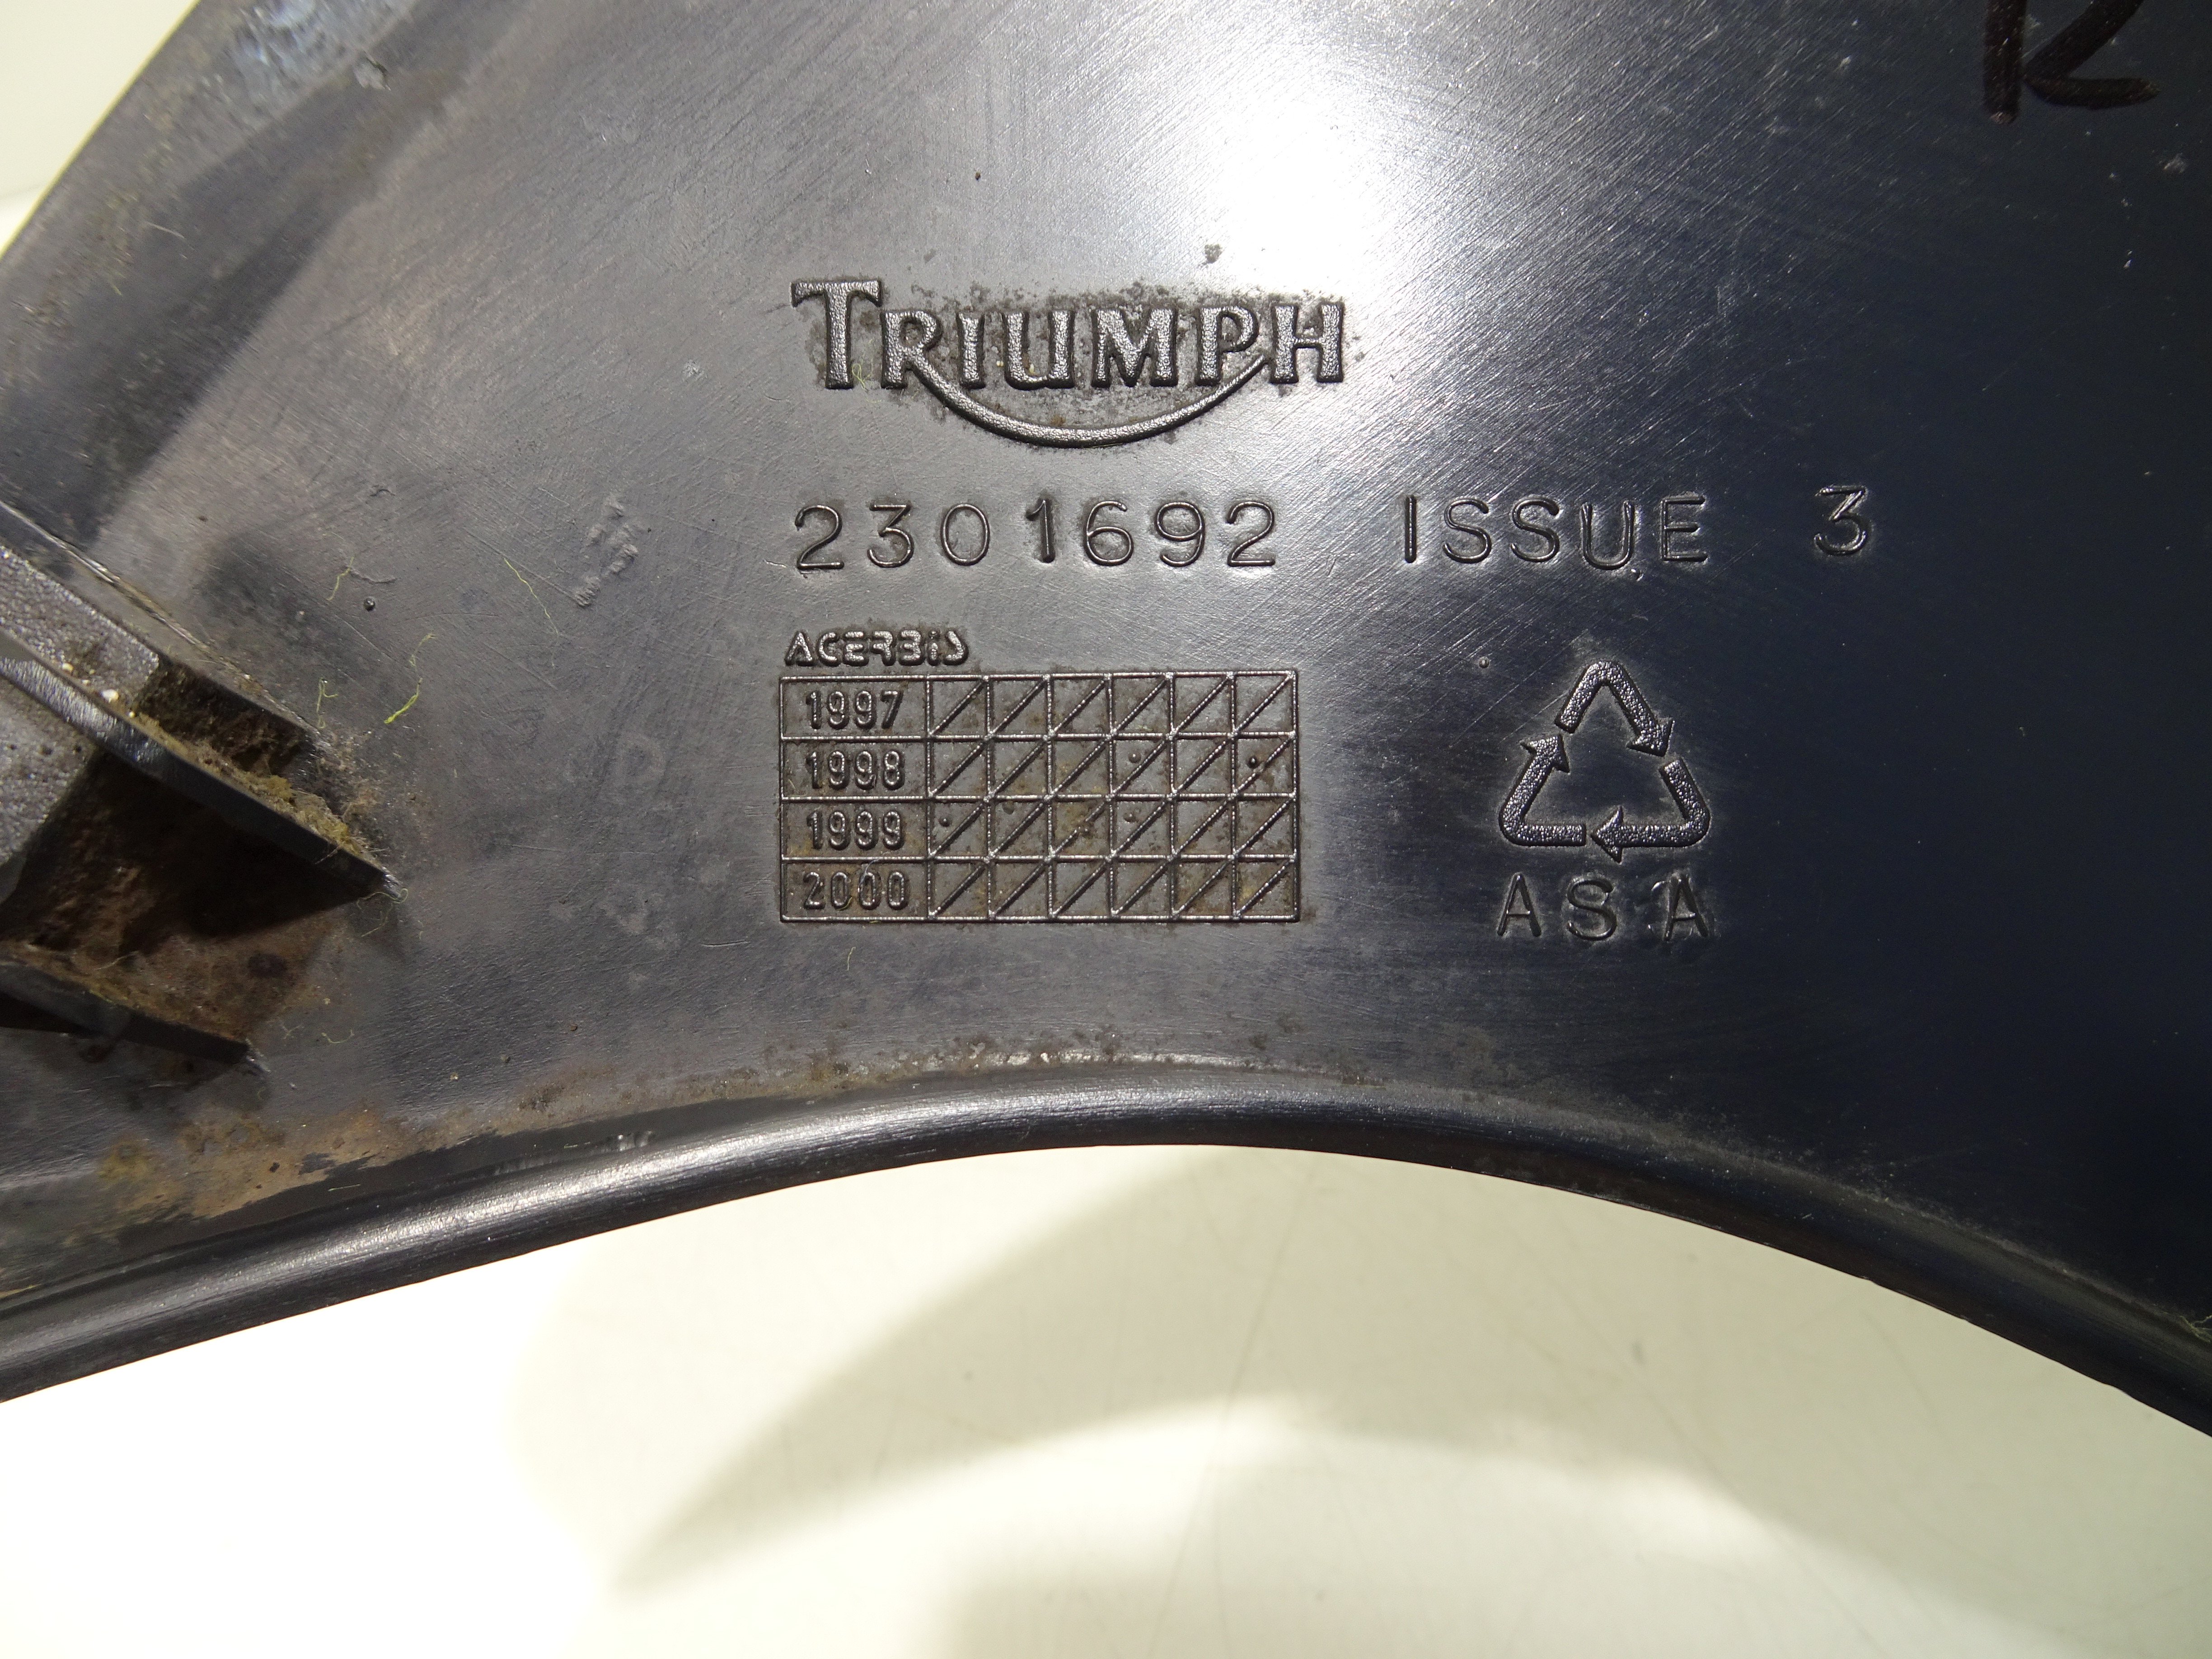 TRIUMPH
2301692 ISSUE 3
ACERBIS
1997
1998
1999
2000
ASA